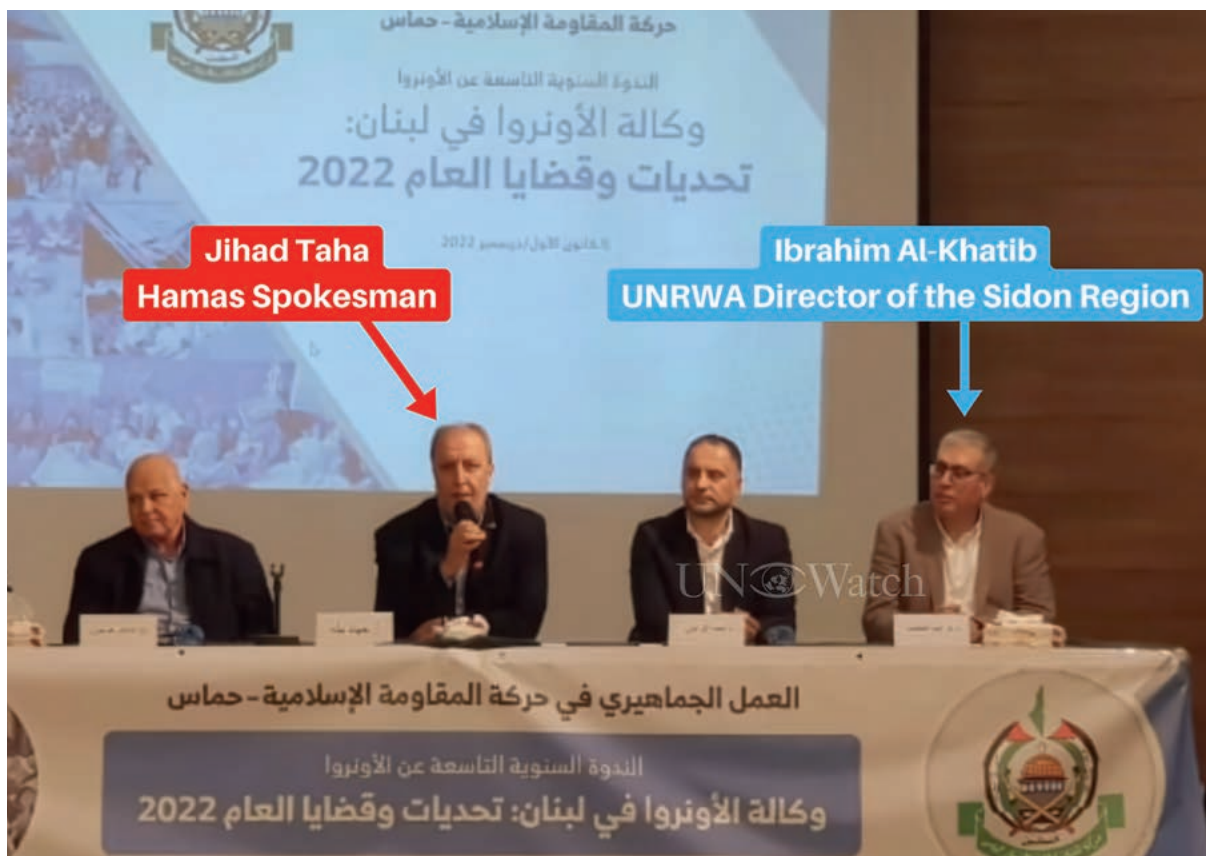 حركة المقاومة الإسلامية - حماس
الندوة السنوية التاسعة عن الأونروا
وكالة الأونروا في لبنان:
تحديات وقضايا العام 2022
كانون الأول/ديسمبر 2022
Jihad Taha
Hamas Spokesman
Ibrahim Al-Khatib
UNRWA Director of the Sidon Region
UN Watch
العمل الجماهيري في حركة المقاومة الإسلامية - حماس
الندوة السنوية التاسعة عن الأونروا
وكالة الأونروا في لبنان: تحديات وقضايا العام 2022